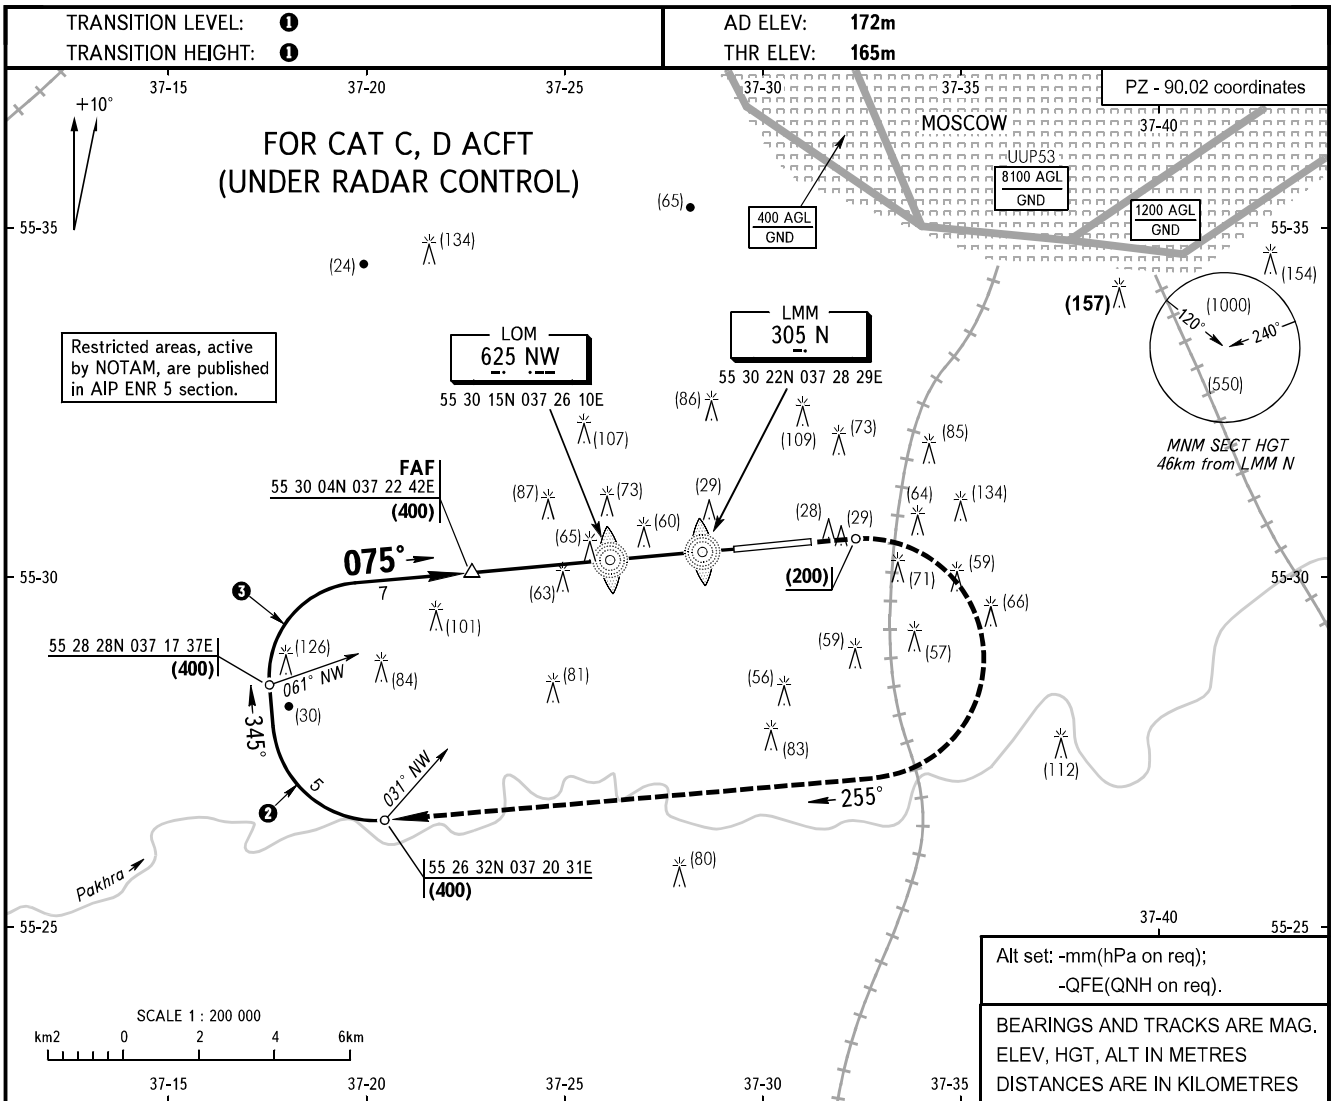 TRANSITION LEVEL: ❶
TRANSITION HEIGHT: ❶
AD ELEV: 172m
THR ELEV: 165m
37-15
37-20
37-25
37-30
37-35
PZ - 90.02 coordinates
+10°
FOR CAT C, D ACFT
(UNDER RADAR CONTROL)
MOSCOW
37-40
UUP53
8100 AGL
GND
400 AGL
GND
1200 AGL
GND
(65)
55-35
55-35
(134)
(24)
(154)
(157)
(1000)
120°
240°
(550)
MNM SECT HGT
46km from LMM N
Restricted areas, active
by NOTAM, are published
in AIP ENR 5 section.
LOM
625 NW
55 30 15N 037 26 10E
LMM
305 N
55 30 22N 037 28 29E
(86)
(107)
(109)
(73)
(85)
FAF
55 30 04N 037 22 42E
(400)
(87)
(73)
(29)
(64)
(134)
(65)
(60)
(28)
(29)
075°
7
(63)
(200)
(71)
(59)
55-30
55-30
❸
(101)
(66)
55 28 28N 037 17 37E
(400)
(126)
061° NW
(84)
(81)
(59)
(57)
(56)
(30)
345°
(83)
(112)
5
031° NW
❷
255°
55 26 32N 037 20 31E
(400)
(80)
Pakhra
55-25
37-40
55-25
Alt set: -mm(hPa on req);
-QFE(QNH on req).
SCALE 1 : 200 000
km2 0 2 4 6km
BEARINGS AND TRACKS ARE MAG.
ELEV, HGT, ALT IN METRES
DISTANCES ARE IN KILOMETRES
37-15
37-20
37-25
37-30
37-35